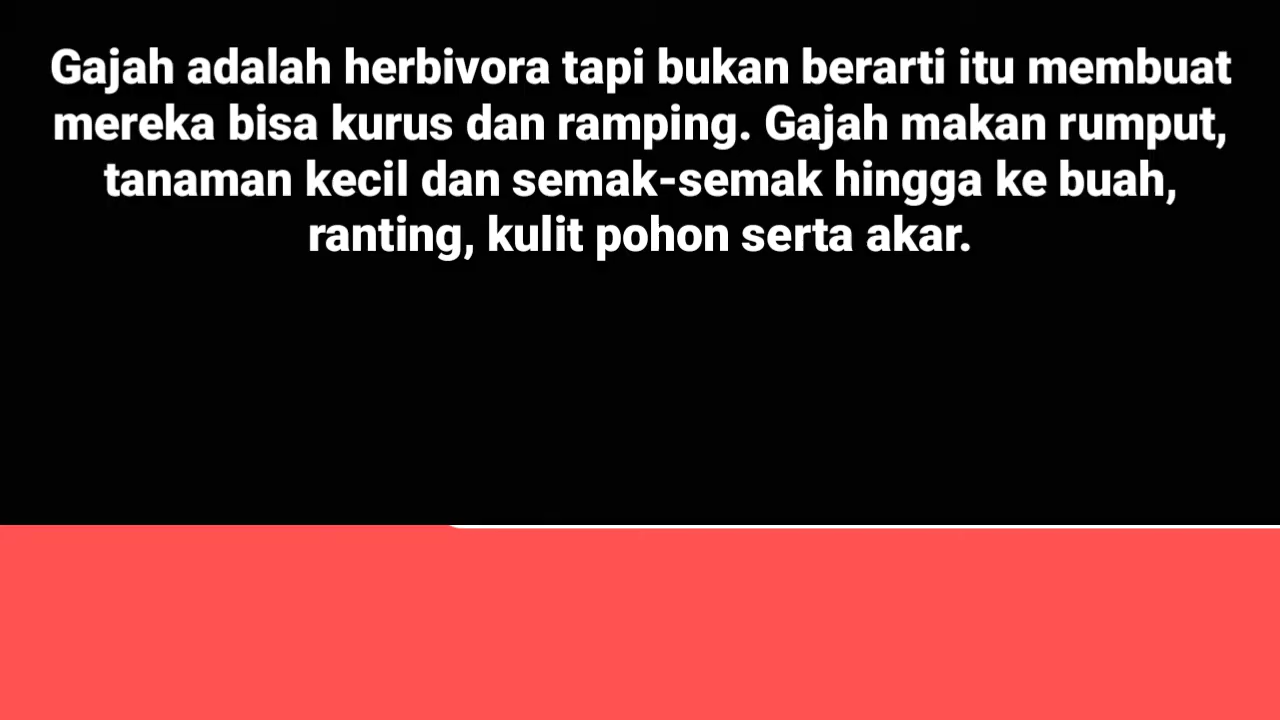 Gajah adalah herbivora tapi bukan berarti itu membuat
mereka bisa kurus dan ramping. Gajah makan rumput,
tanaman kecil dan semak-semak hingga ke buah,
ranting, kulit pohon serta akar.